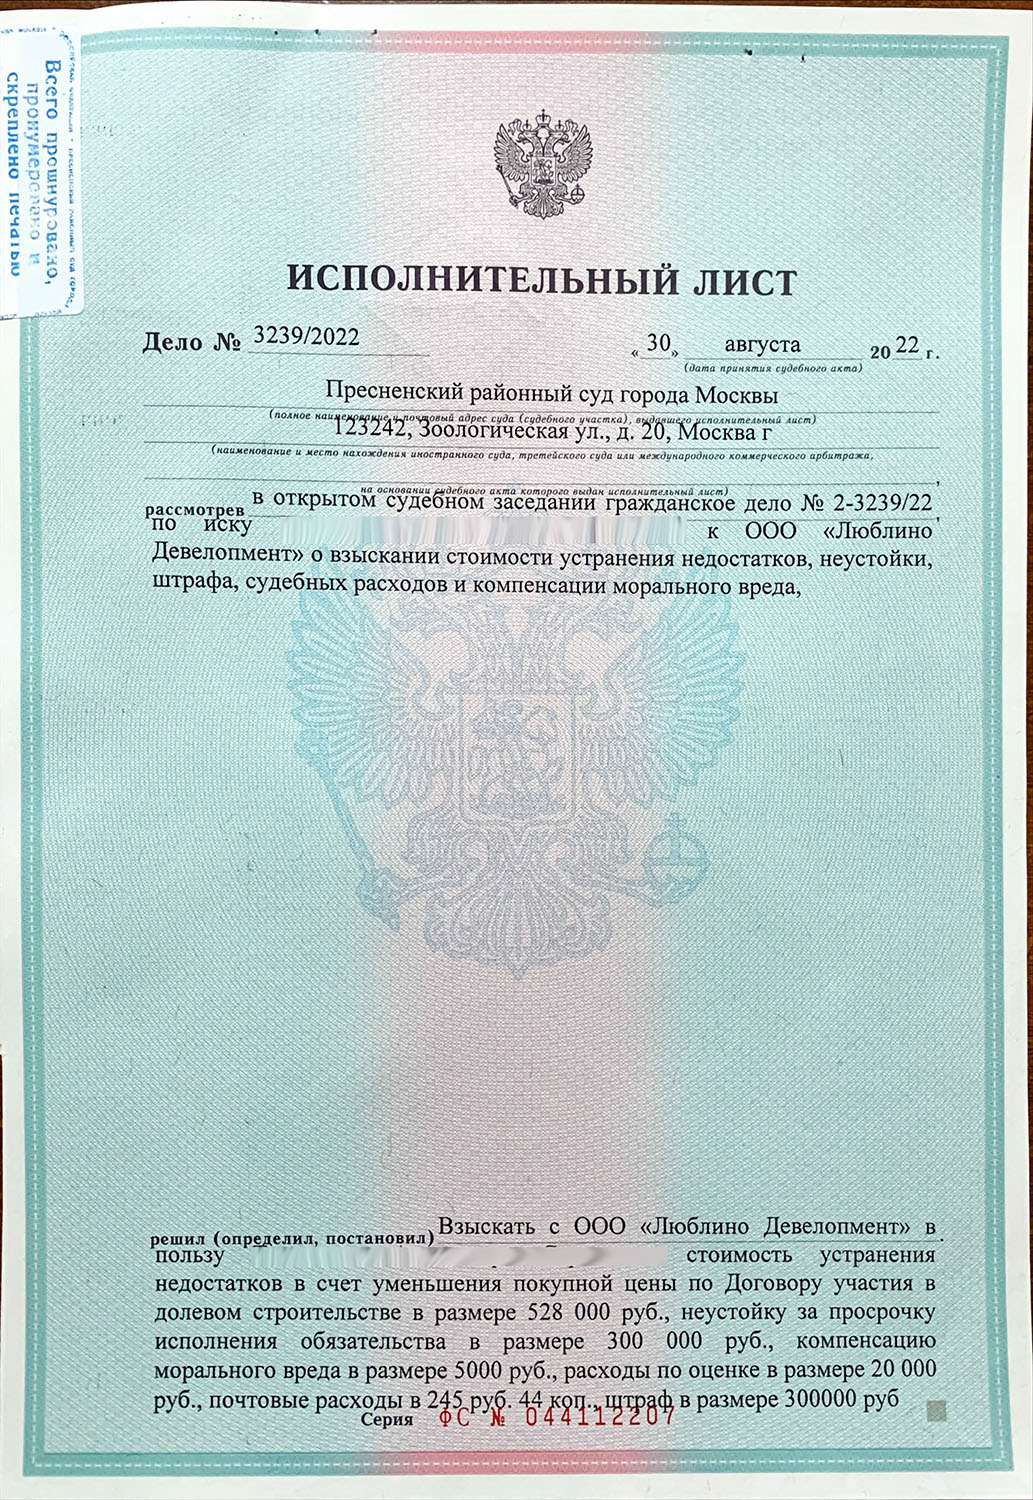 Всего прошнуровано,
пронумеровано и
скреплено печатью
ИСПОЛНИТЕЛЬНЫЙ ЛИСТ
Дело № 3239/2022 « 30 » августа 20 22 г.
(дата принятия судебного акта)
Пресненский районный суд города Москвы
(полное наименование и почтовый адрес суда (судебного участка), выдавшего исполнительный лист)
123242, Зоологическая ул., д. 20, Москва г
(наименование и место нахождения иностранного суда, третейского суда или международного коммерческого арбитража,
на основании судебного акта которого выдан исполнительный лист)
рассмотрев в открытом судебном заседании гражданское дело № 2-3239/22
по иску к ООО «Люблино
Девелопмент» о взыскании стоимости устранения недостатков, неустойки,
штрафа, судебных расходов и компенсации морального вреда,
решил (определил, постановил) Взыскать с ООО «Люблино Девелопмент» в
пользу стоимость устранения
недостатков в счет уменьшения покупной цены по Договору участия в
долевом строительстве в размере 528 000 руб., неустойку за просрочку
исполнения обязательства в размере 300 000 руб., компенсацию
морального вреда в размере 5000 руб., расходы по оценке в размере 20 000
руб., почтовые расходы в 245 руб. 44 коп., штраф в размере 300000 руб
Серия ФС № 044112207